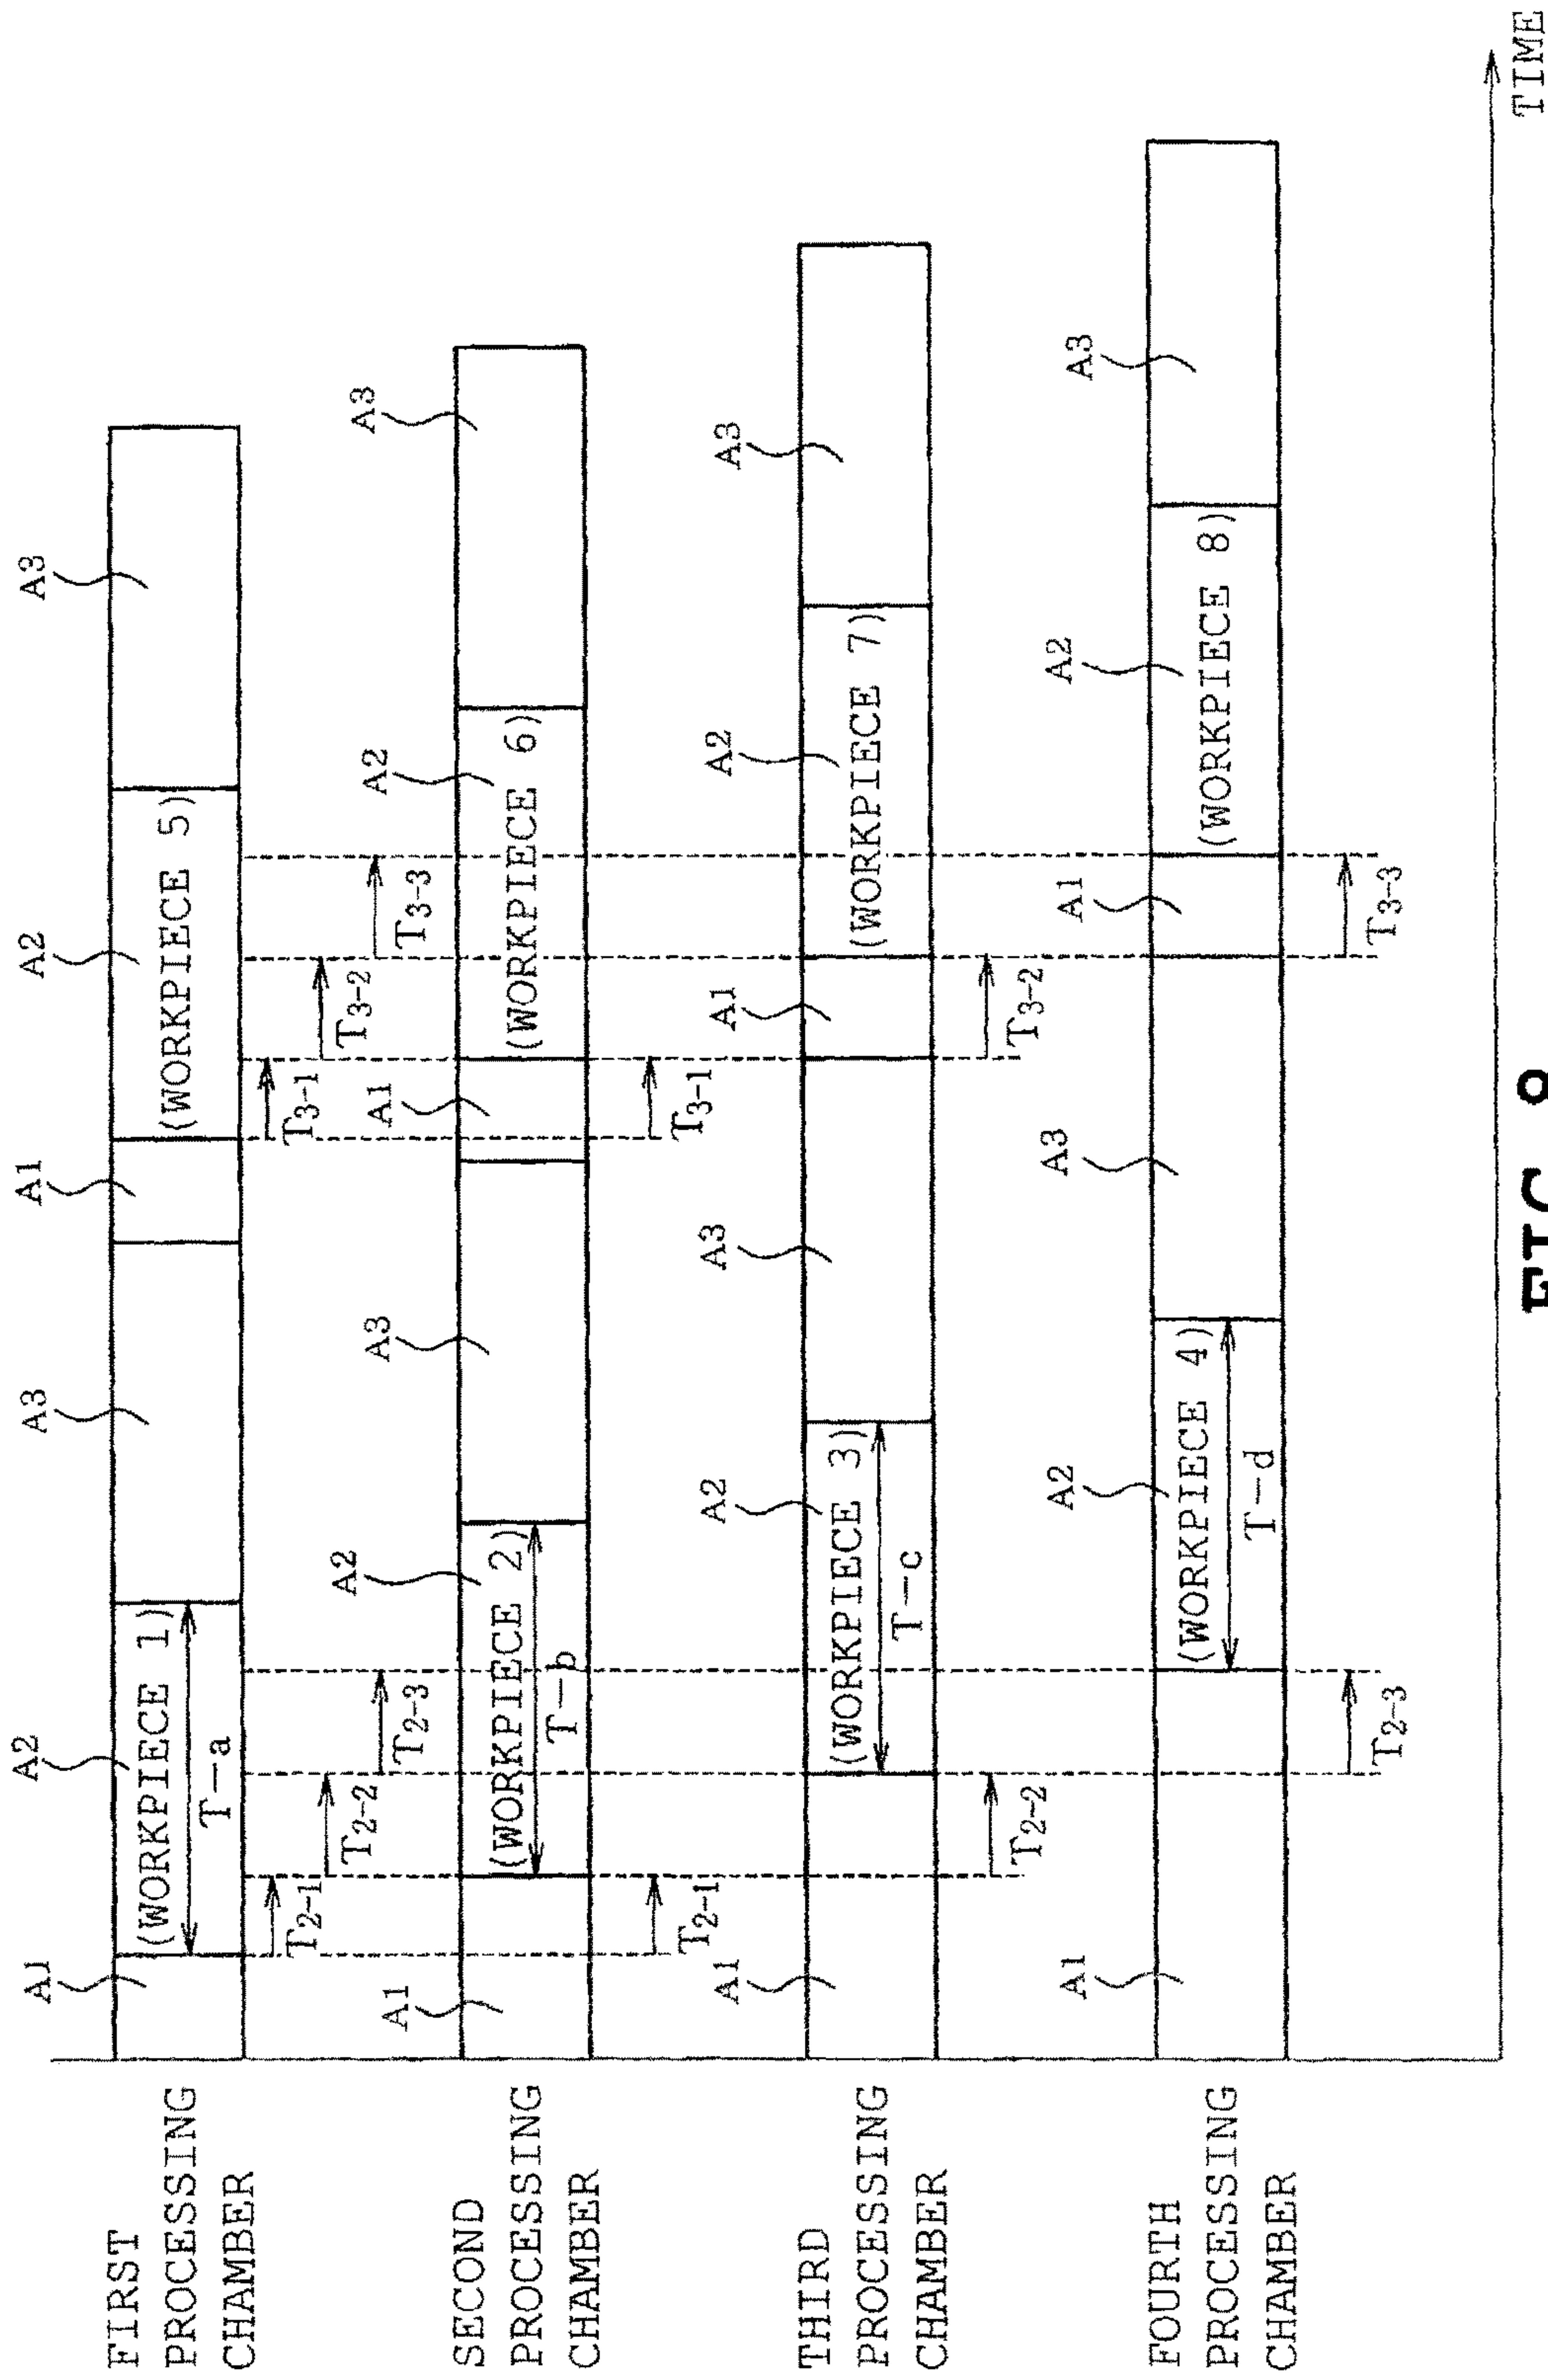 FIRST
PROCESSING
CHAMBER
A1
A2
(WORKPIECE 1)
T-a
A3
A1
A2
(WORKPIECE 5)
A3
T2-1
T2-2
T2-3
T3-1
T3-2
T3-3
SECOND
PROCESSING
CHAMBER
A1
A2
(WORKPIECE 2)
T-b
A3
A1
A2
(WORKPIECE 6)
A3
T2-1
T3-1
THIRD
PROCESSING
CHAMBER
A1
A2
(WORKPIECE 3)
T-c
A3
A1
A2
(WORKPIECE 7)
A3
T2-2
T3-2
FOURTH
PROCESSING
CHAMBER
A1
A2
(WORKPIECE 4)
T-d
A3
A1
A2
(WORKPIECE 8)
A3
T2-3
T3-3
TIME